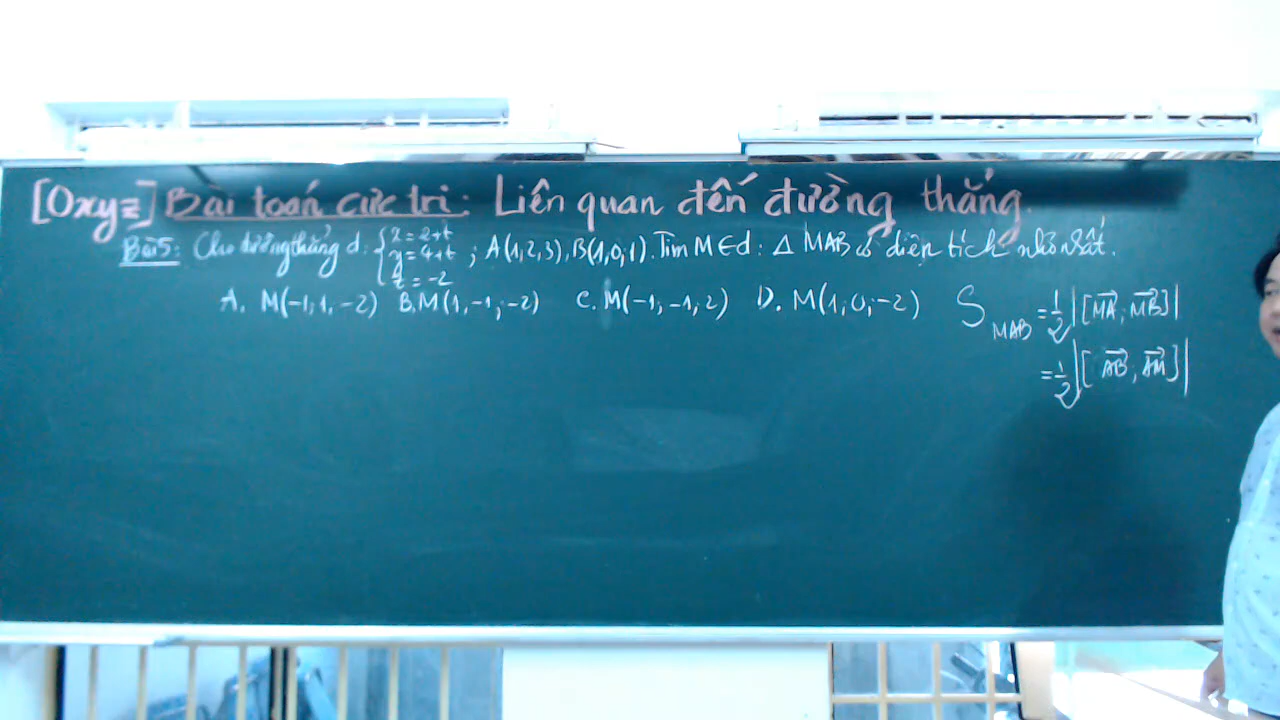 [Oxyz] Bài toán cực trị: Liên quan đến đường thẳng.
Bài 5: Cho đường thẳng d: { x = 2+t y = 4+t z = -2 ; A(1,2,3), B(1,0,1). Tìm M ∈ d : Δ MAB có diện tích nhỏ nhất.
A. M(-1; 1, -2) B. M(1, -1; -2) C. M(-1; -1, 2) D. M(1, 0; -2)
S MAB = 1/2 |[MA; MB]|
= 1/2 |[AB, AM]|